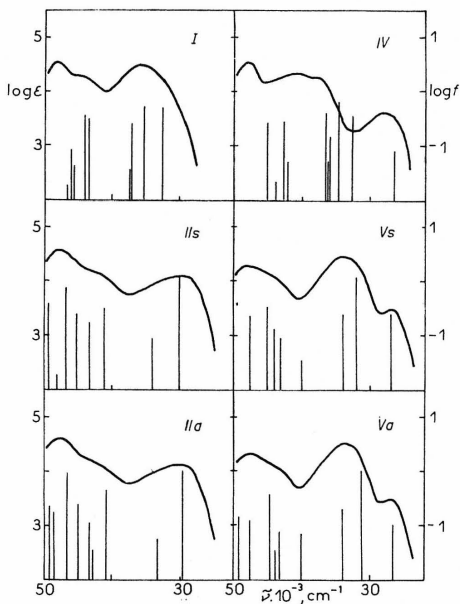 5 I IV 1
logε logf
3 -1
5 IIs Vs 1
3 -1
5 IIa Va 1
3 -1
50 30 50 ν̃.10⁻³, cm⁻¹ 30